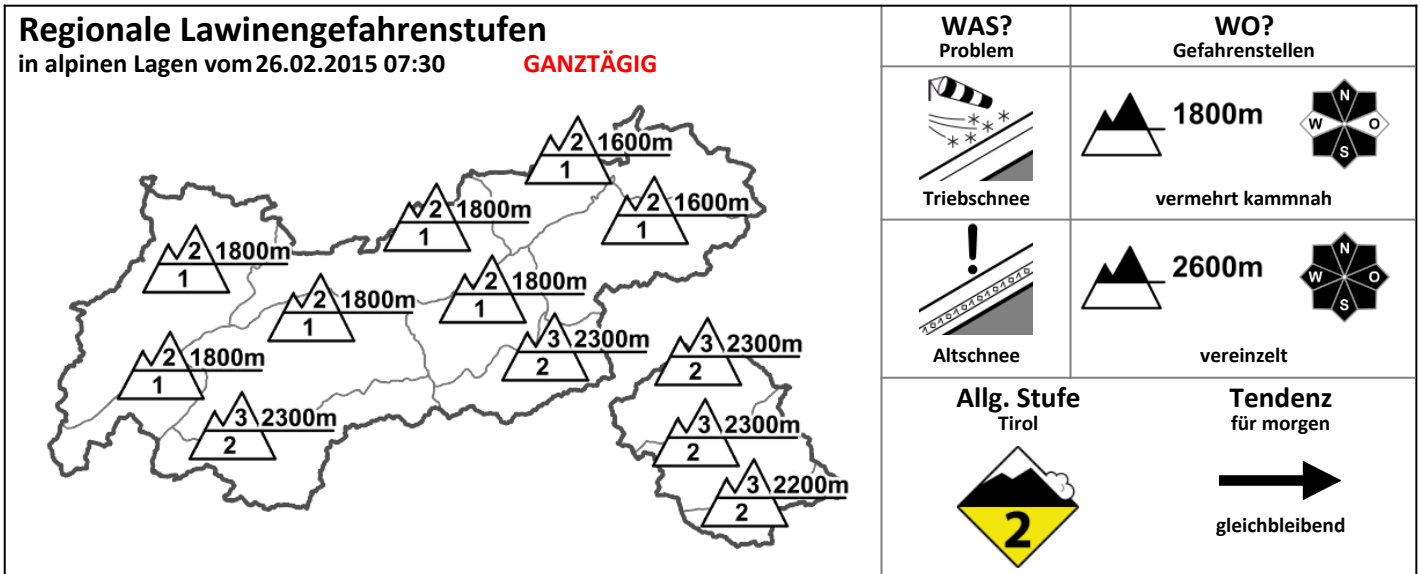 Regionale Lawinengefahrenstufen
in alpinen Lagen vom 26.02.2015 07:30 GANZTÄGIG
2 1600m
1
2 1600m
1
2 1800m
1
2 1800m
1
2 1800m
1
2 1800m
1
2 1800m
1
3 2300m
2
3 2300m
2
3 2300m
2
3 2300m
2
3 2200m
2
WAS?
Problem
WO?
Gefahrenstellen
Triebschnee
1800m
N
W O
S
vermehrt kammnah
Altschnee
2600m
N
W O
S
vereinzelt
Allg. Stufe
Tirol
2
Tendenz
für morgen
gleichbleibend